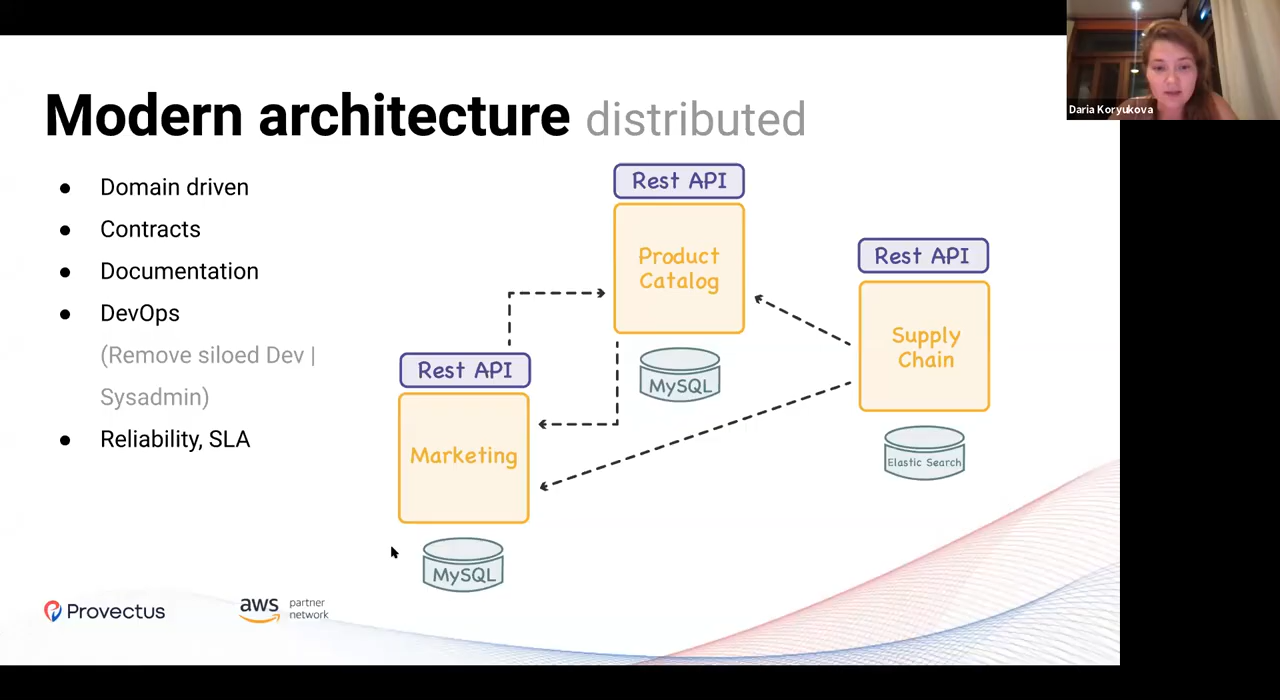 Daria Koryukova
Modern architecture distributed
● Domain driven
● Contracts
● Documentation
● DevOps
(Remove siloed Dev |
Sysadmin)
● Reliability, SLA
Rest API
Product
Catalog
MySQL
Rest API
Supply
Chain
Elastic Search
Rest API
Marketing
MySQL
Provectus
aws partner
network